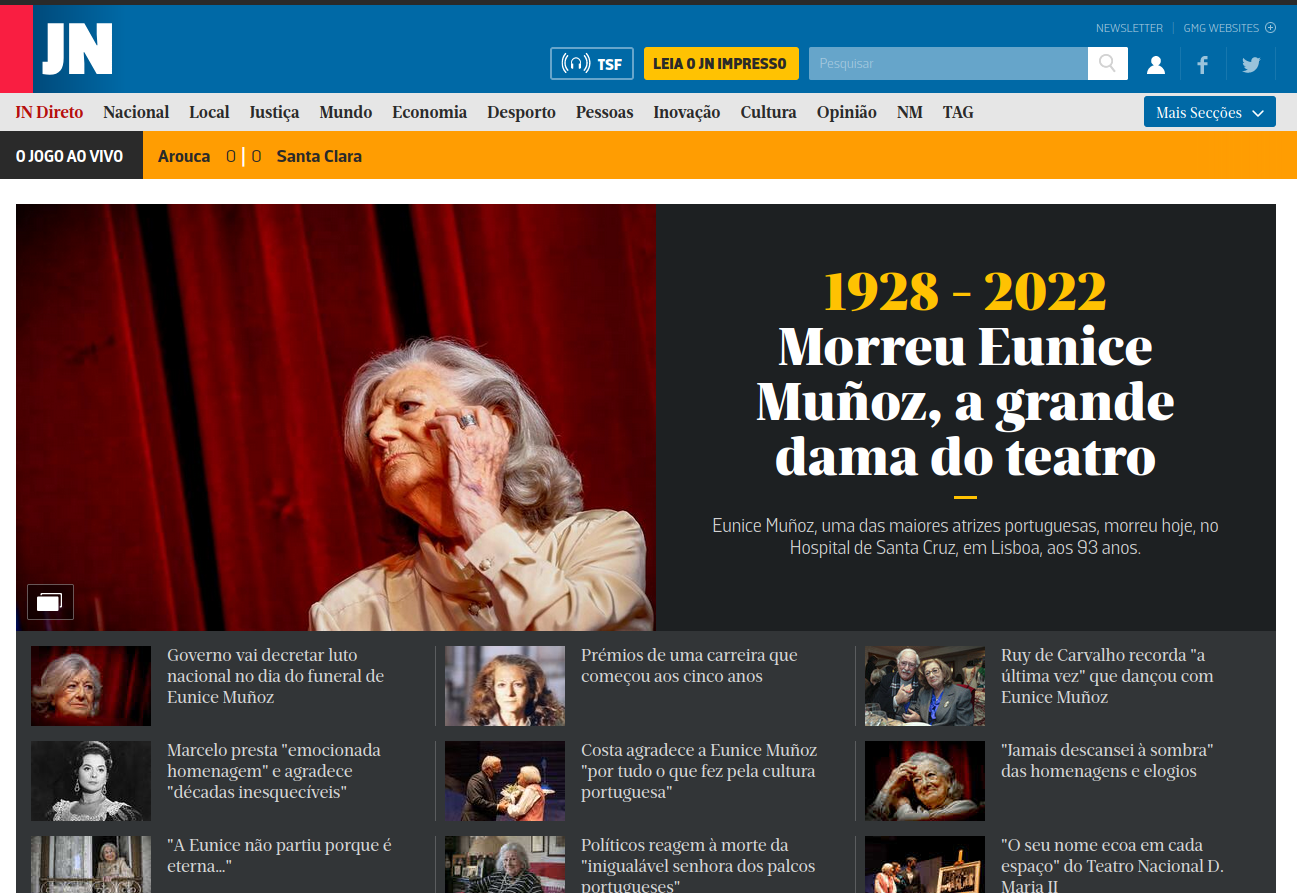 NEWSLETTER GMG WEBSITES
JN
TSF LEIA O JN IMPRESSO Pesquisar
JN Direto Nacional Local Justiça Mundo Economia Desporto Pessoas Inovação Cultura Opinião NM TAG Mais Secções
O JOGO AO VIVO Arouca 0 | 0 Santa Clara
1928 - 2022
Morreu Eunice
Muñoz, a grande
dama do teatro
Eunice Muñoz, uma das maiores atrizes portuguesas, morreu hoje, no
Hospital de Santa Cruz, em Lisboa, aos 93 anos.
Governo vai decretar luto
nacional no dia do funeral de
Eunice Muñoz
Prémios de uma carreira que
começou aos cinco anos
Ruy de Carvalho recorda "a
última vez" que dançou com
Eunice Muñoz
Marcelo presta "emocionada
homenagem" e agradece
"décadas inesquecíveis"
Costa agradece a Eunice Muñoz
"por tudo o que fez pela cultura
portuguesa"
"Jamais descansei à sombra"
das homenagens e elogios
"A Eunice não partiu porque é
eterna..."
Políticos reagem à morte da
"inigualável senhora dos palcos
portugueses"
"O seu nome ecoa em cada
espaço" do Teatro Nacional D.
Maria II